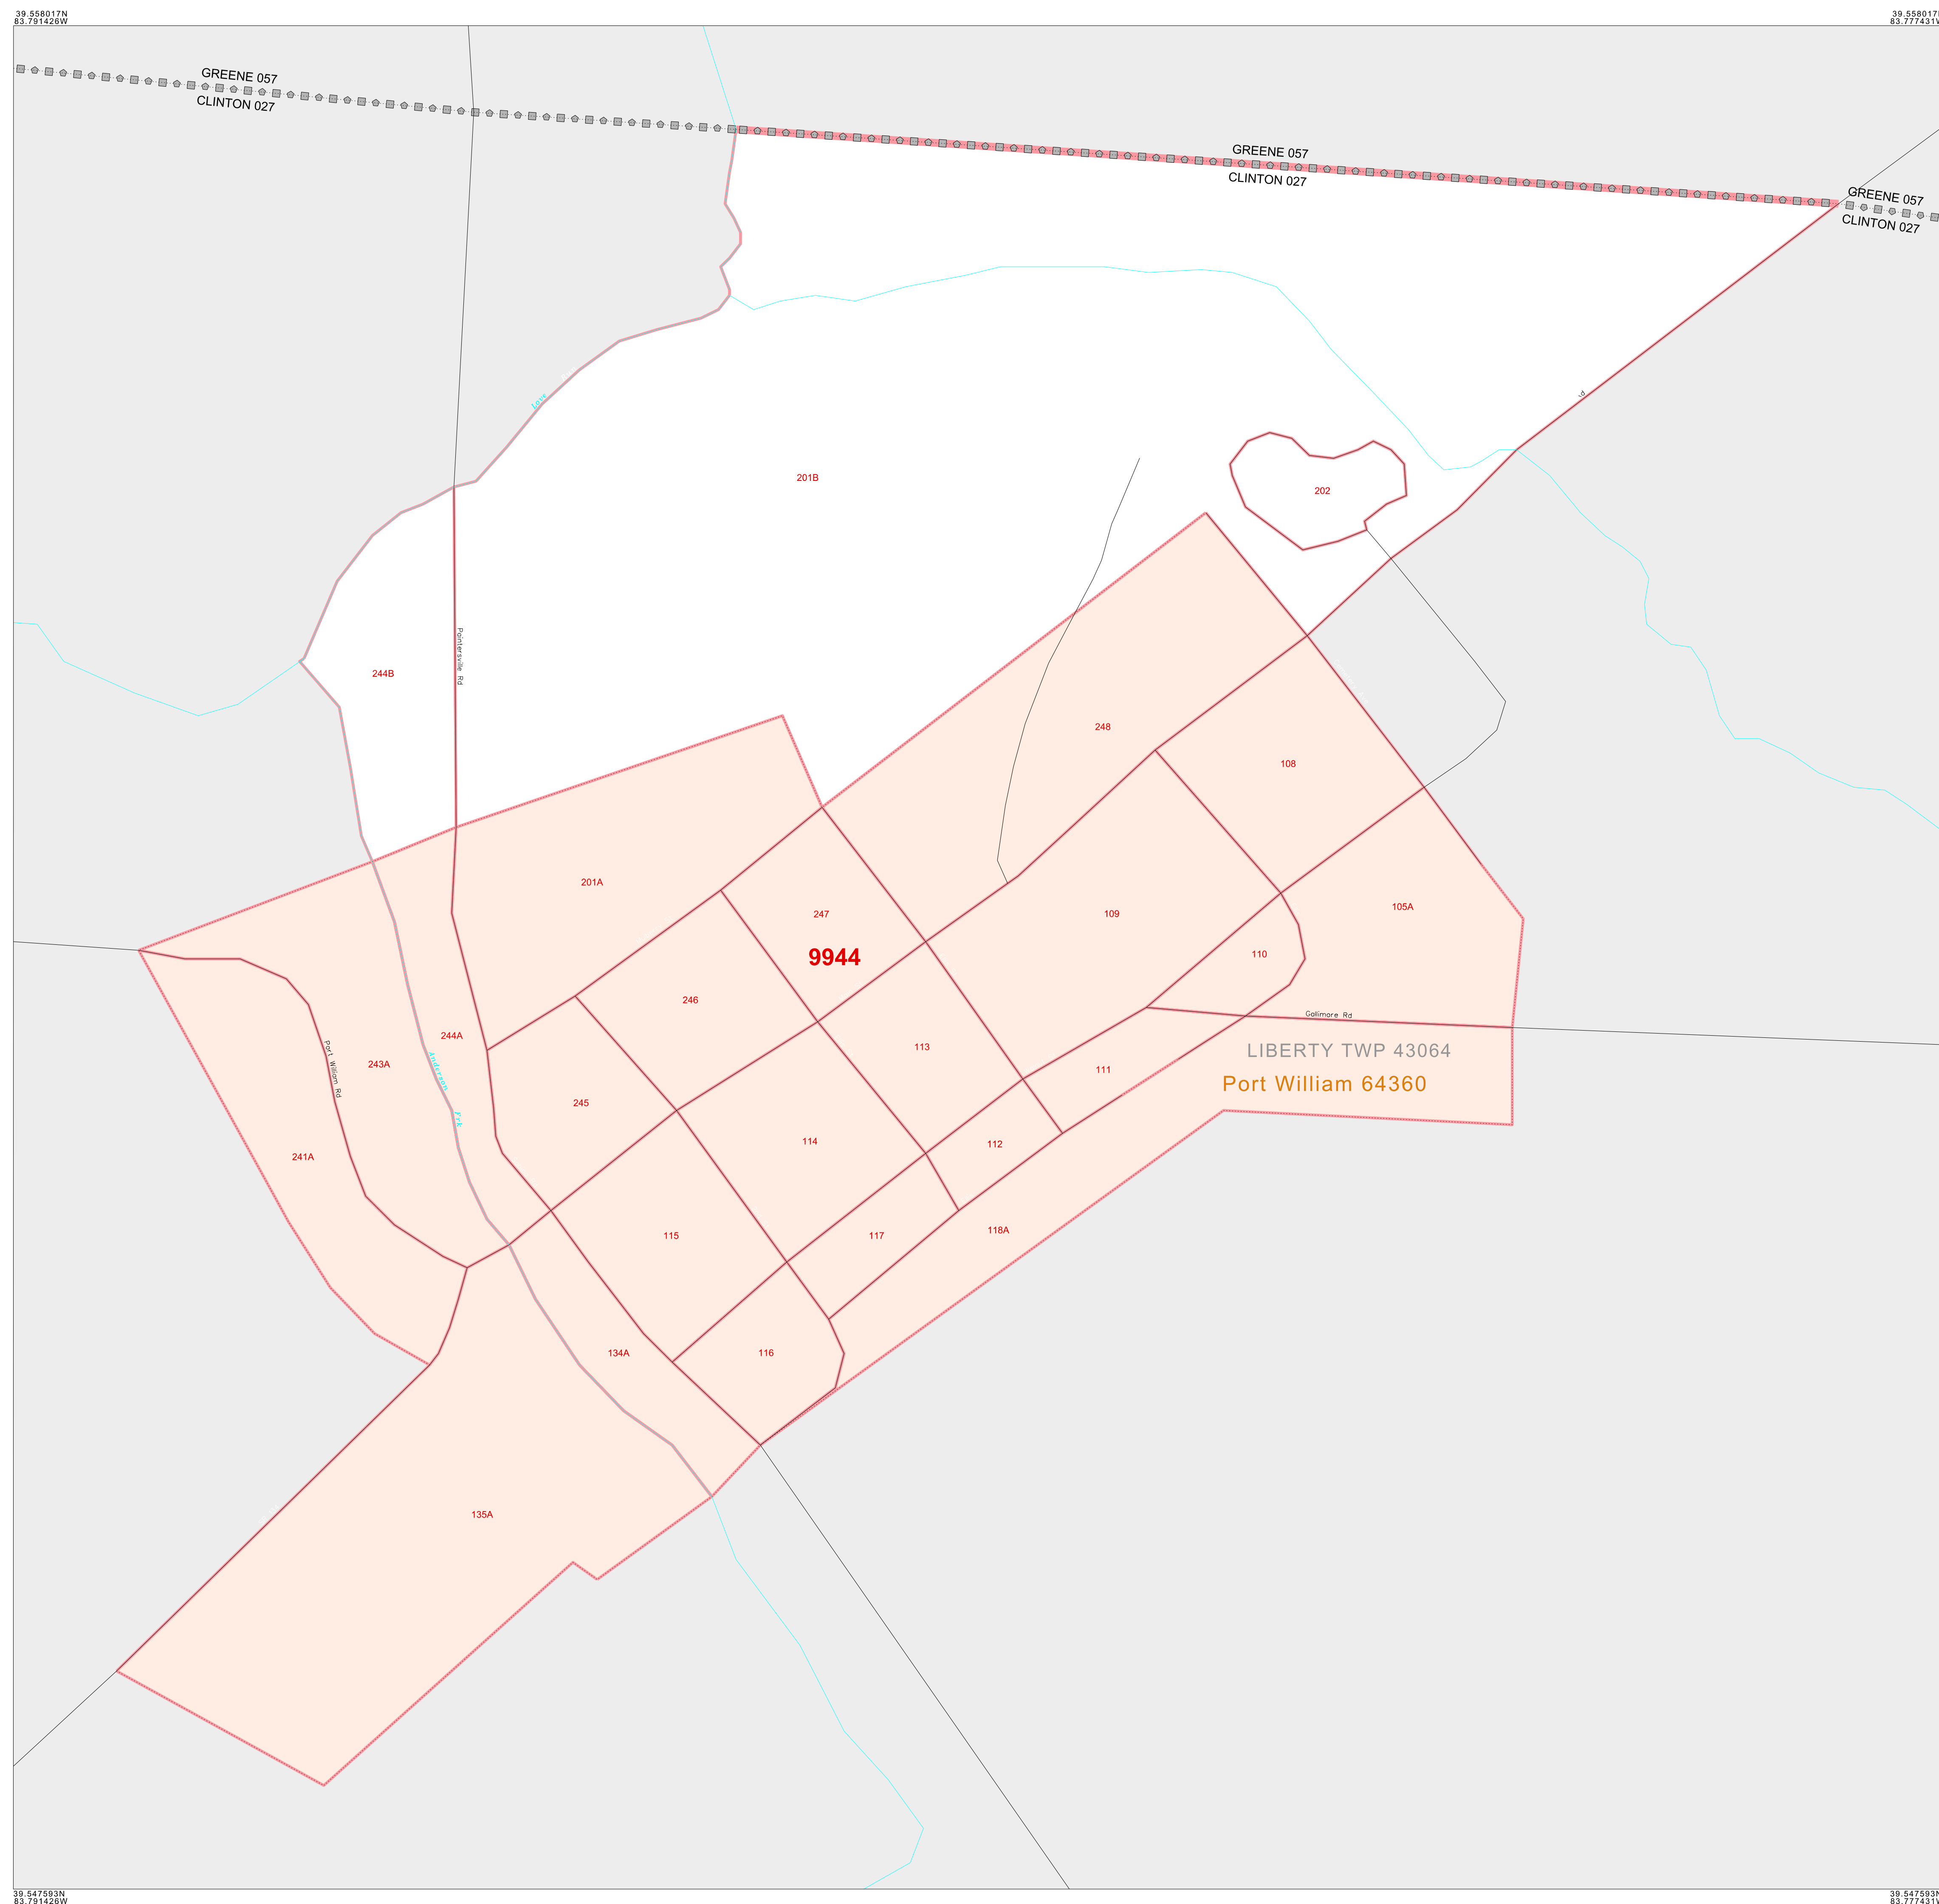 39.558017N
83.791426W
39.558017N
83.777431W
GREENE 057
CLINTON 027
GREENE 057
CLINTON 027
GREENE 057
CLINTON 027
201B
202
Paintersville Rd
244B
248
108
201A
247
109
105A
9944
110
246
Gallimore Rd
244A
113
LIBERTY TWP 43064
243A
Port William Rd
Anderson Frk
111
Port William 64360
245
114
112
241A
118A
115
117
134A
116
135A
39.547593N
83.791426W
39.547593N
83.777431W